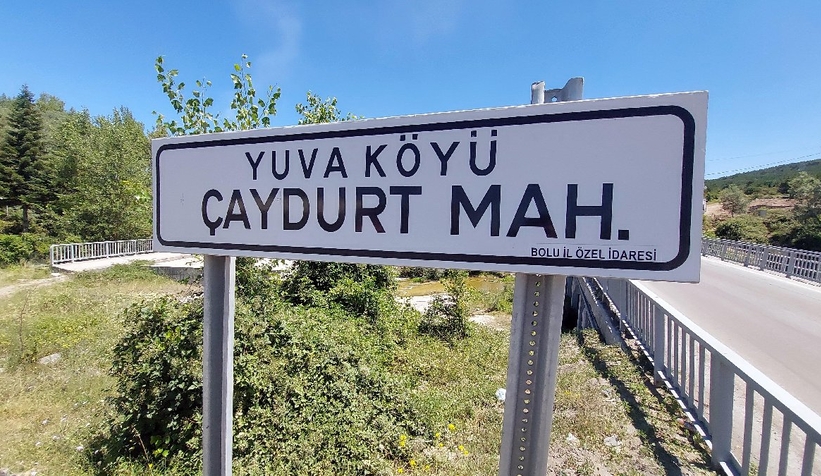 YUVA KÖYÜ
ÇAYDURT MAH.
BOLU İL ÖZEL İDARESİ